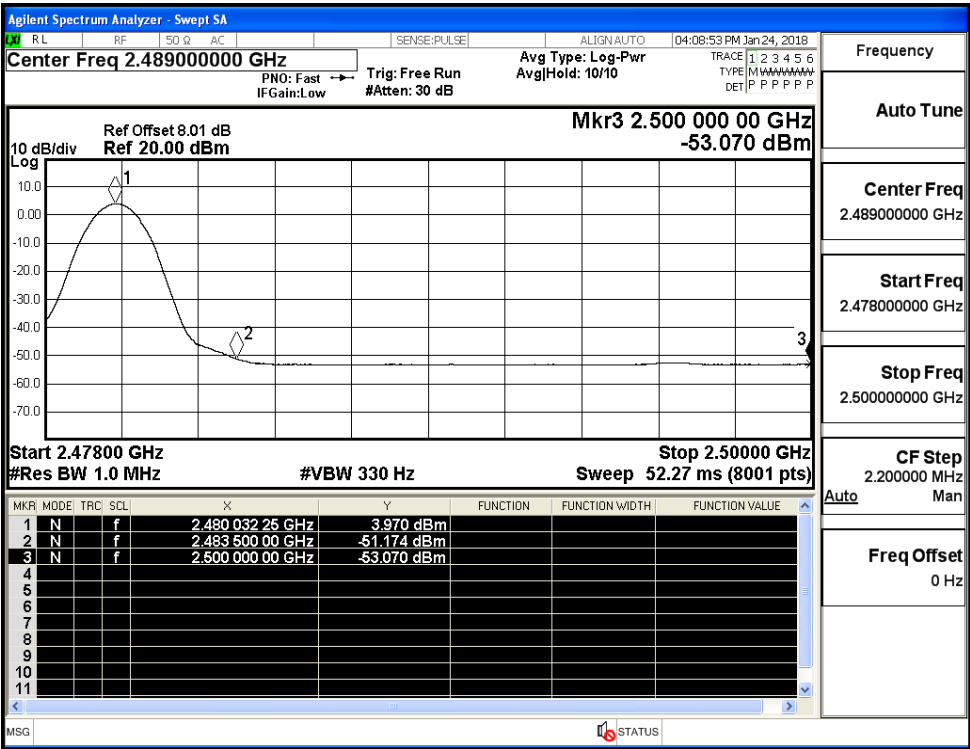 Agilent Spectrum Analyzer - Swept SA
LXI RL RF 50 Ω AC SENSE:PULSE ALIGN AUTO 04:08:53 PM Jan 24, 2018
Center Freq 2.489000000 GHz
PNO: Fast
IFGain:Low
Trig: Free Run
#Atten: 30 dB
Avg Type: Log-Pwr
Avg|Hold: 10/10
TRACE 1 2 3 4 5 6
TYPE MWWWWW
DET P P P P P P
Mkr3 2.500 000 00 GHz
-53.070 dBm
Ref Offset 8.01 dB
10 dB/div Ref 20.00 dBm
Log
10.0
0.00
-10.0
-20.0
-30.0
-40.0
-50.0
-60.0
-70.0
1
2
3
Start 2.47800 GHz Stop 2.50000 GHz
#Res BW 1.0 MHz #VBW 330 Hz Sweep 52.27 ms (8001 pts)
MKR MODE TRC SCL X Y FUNCTION FUNCTION WIDTH FUNCTION VALUE
1 N f 2.480 032 25 GHz 3.970 dBm
2 N f 2.483 500 00 GHz -51.174 dBm
3 N f 2.500 000 00 GHz -53.070 dBm
4
5
6
7
8
9
10
11
MSG STATUS
Frequency
Auto Tune
Center Freq
2.489000000 GHz
Start Freq
2.478000000 GHz
Stop Freq
2.500000000 GHz
CF Step
2.200000 MHz
Auto Man
Freq Offset
0 Hz